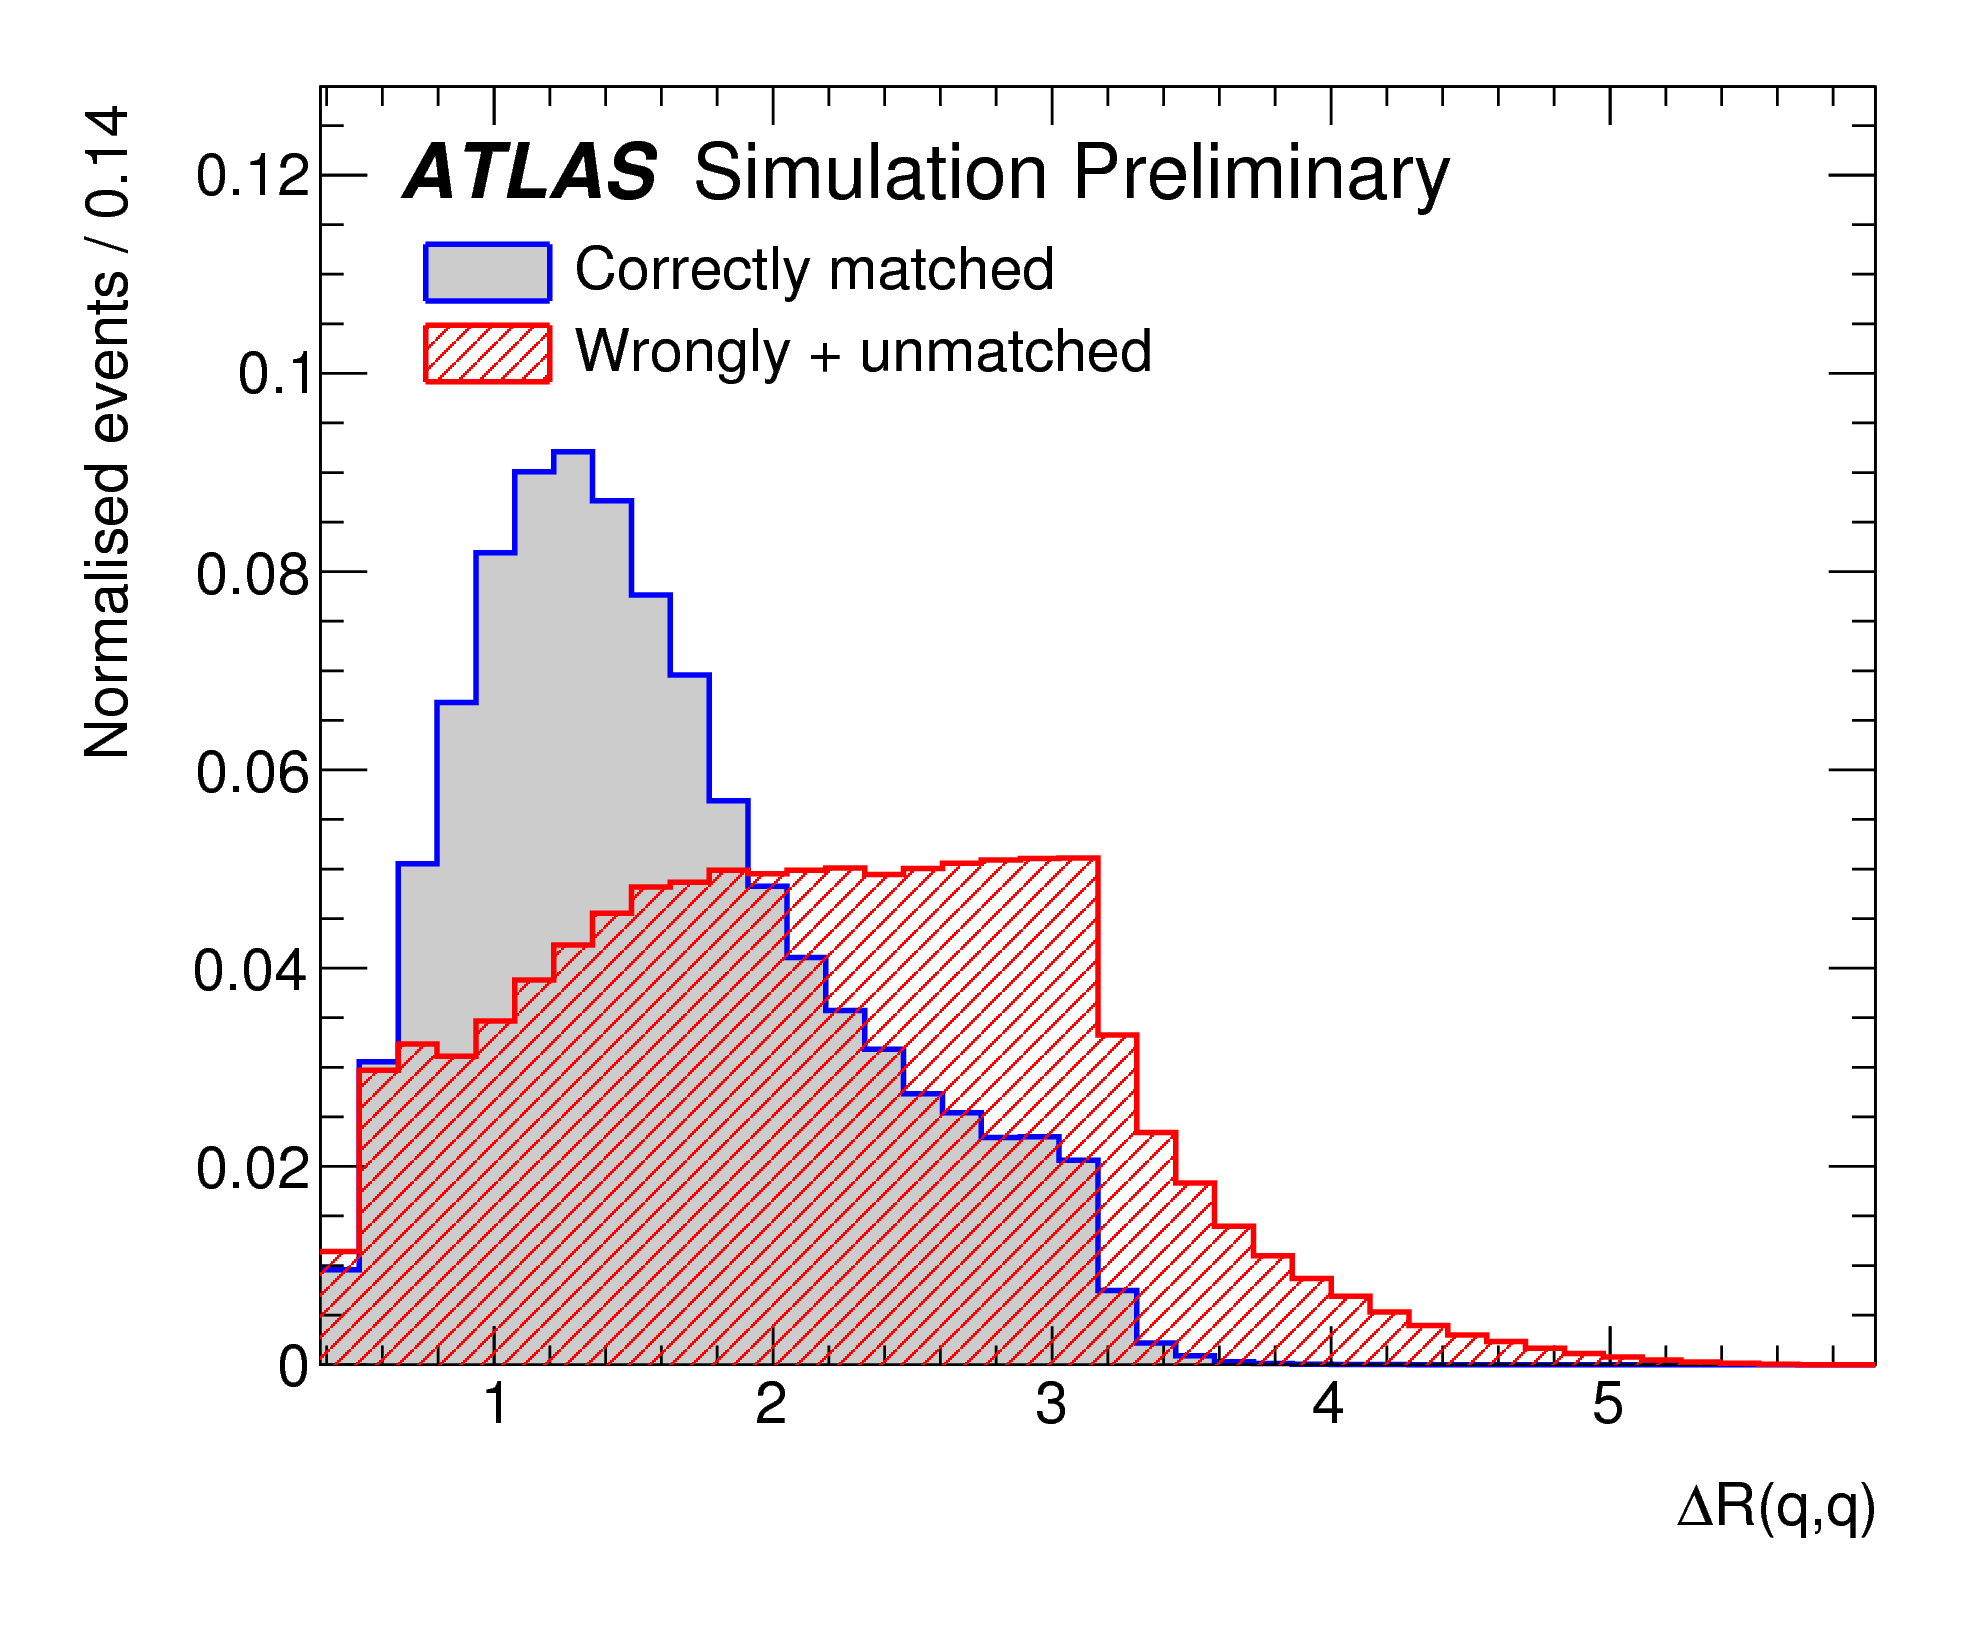 Normalised events / 0.14
ATLAS Simulation Preliminary
Correctly matched
Wrongly + unmatched
0.12
0.1
0.08
0.06
0.04
0.02
0
1 2 3 4 5
ΔR(q,q)